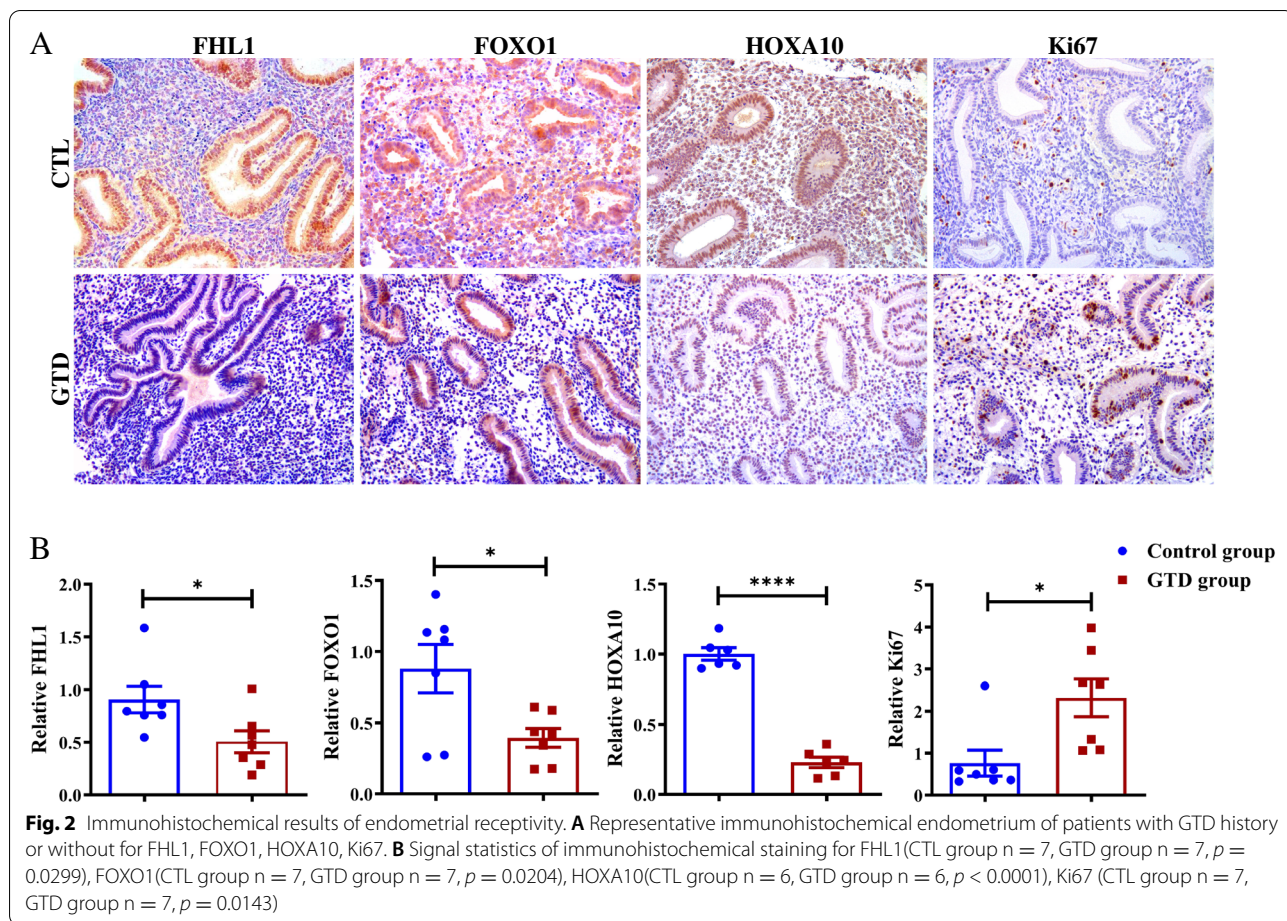 A
FHL1
FOXO1
HOXA10
Ki67
CTL
GTD
B
Control group
GTD group
Relative FHL1
2.0
1.5
1.0
0.5
0.0
*
Relative FOXO1
1.5
1.0
0.5
0.0
*
Relative HOXA10
1.5
1.0
0.5
0.0
****
Relative Ki67
5
4
3
2
1
0
*
Fig. 2 Immunohistochemical results of endometrial receptivity. A Representative immunohistochemical endometrium of patients with GTD history
or without for FHL1, FOXO1, HOXA10, Ki67. B Signal statistics of immunohistochemical staining for FHL1(CTL group n = 7, GTD group n = 7, p =
0.0299), FOXO1(CTL group n = 7, GTD group n = 7, p = 0.0204), HOXA10(CTL group n = 6, GTD group n = 6, p < 0.0001), Ki67 (CTL group n = 7,
GTD group n = 7, p = 0.0143)